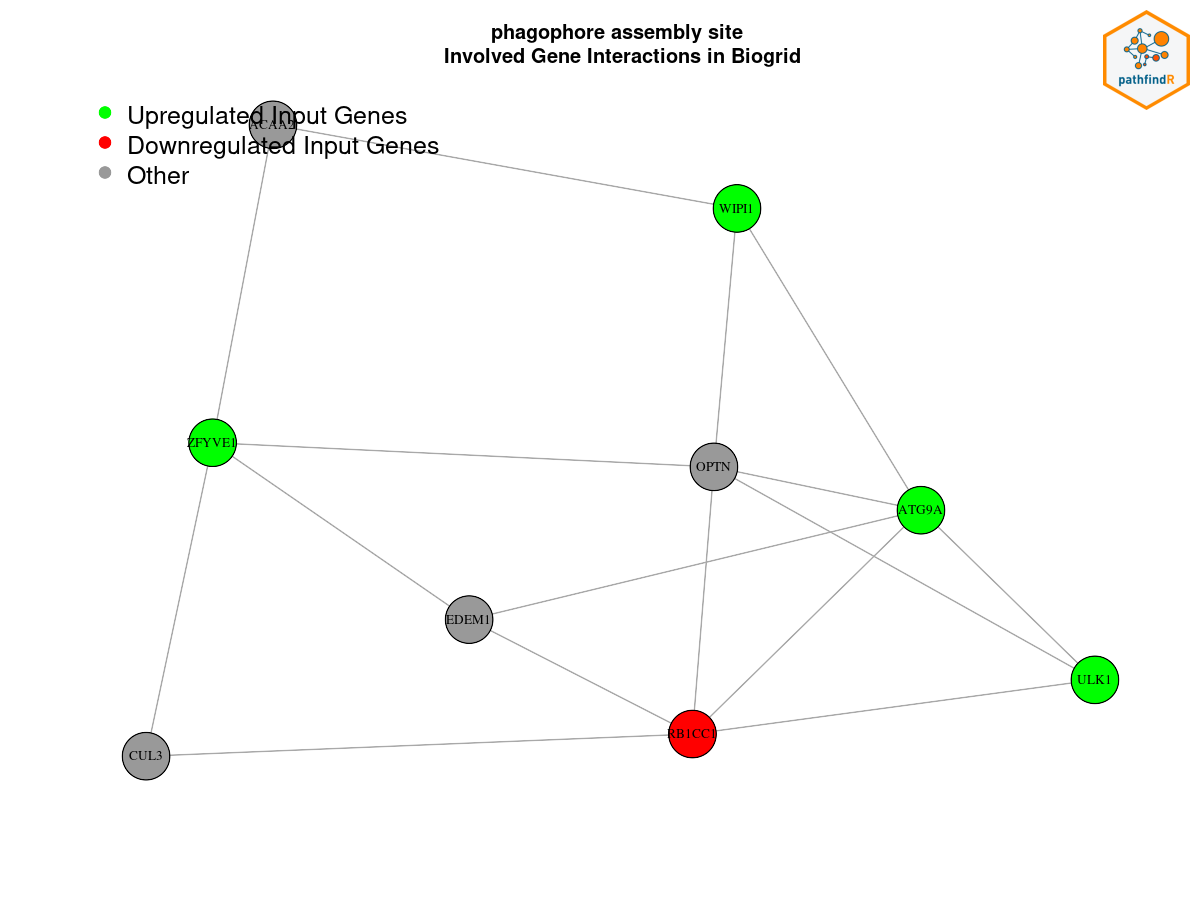 phagophore assembly site
Involved Gene Interactions in Biogrid
pathfindR
Upregulated Input Genes
ACAA2
Downregulated Input Genes
Other
WIPI1
ZFYVE1
OPTN
ATG9A
EDEM1
ULK1
RB1CC1
CUL3